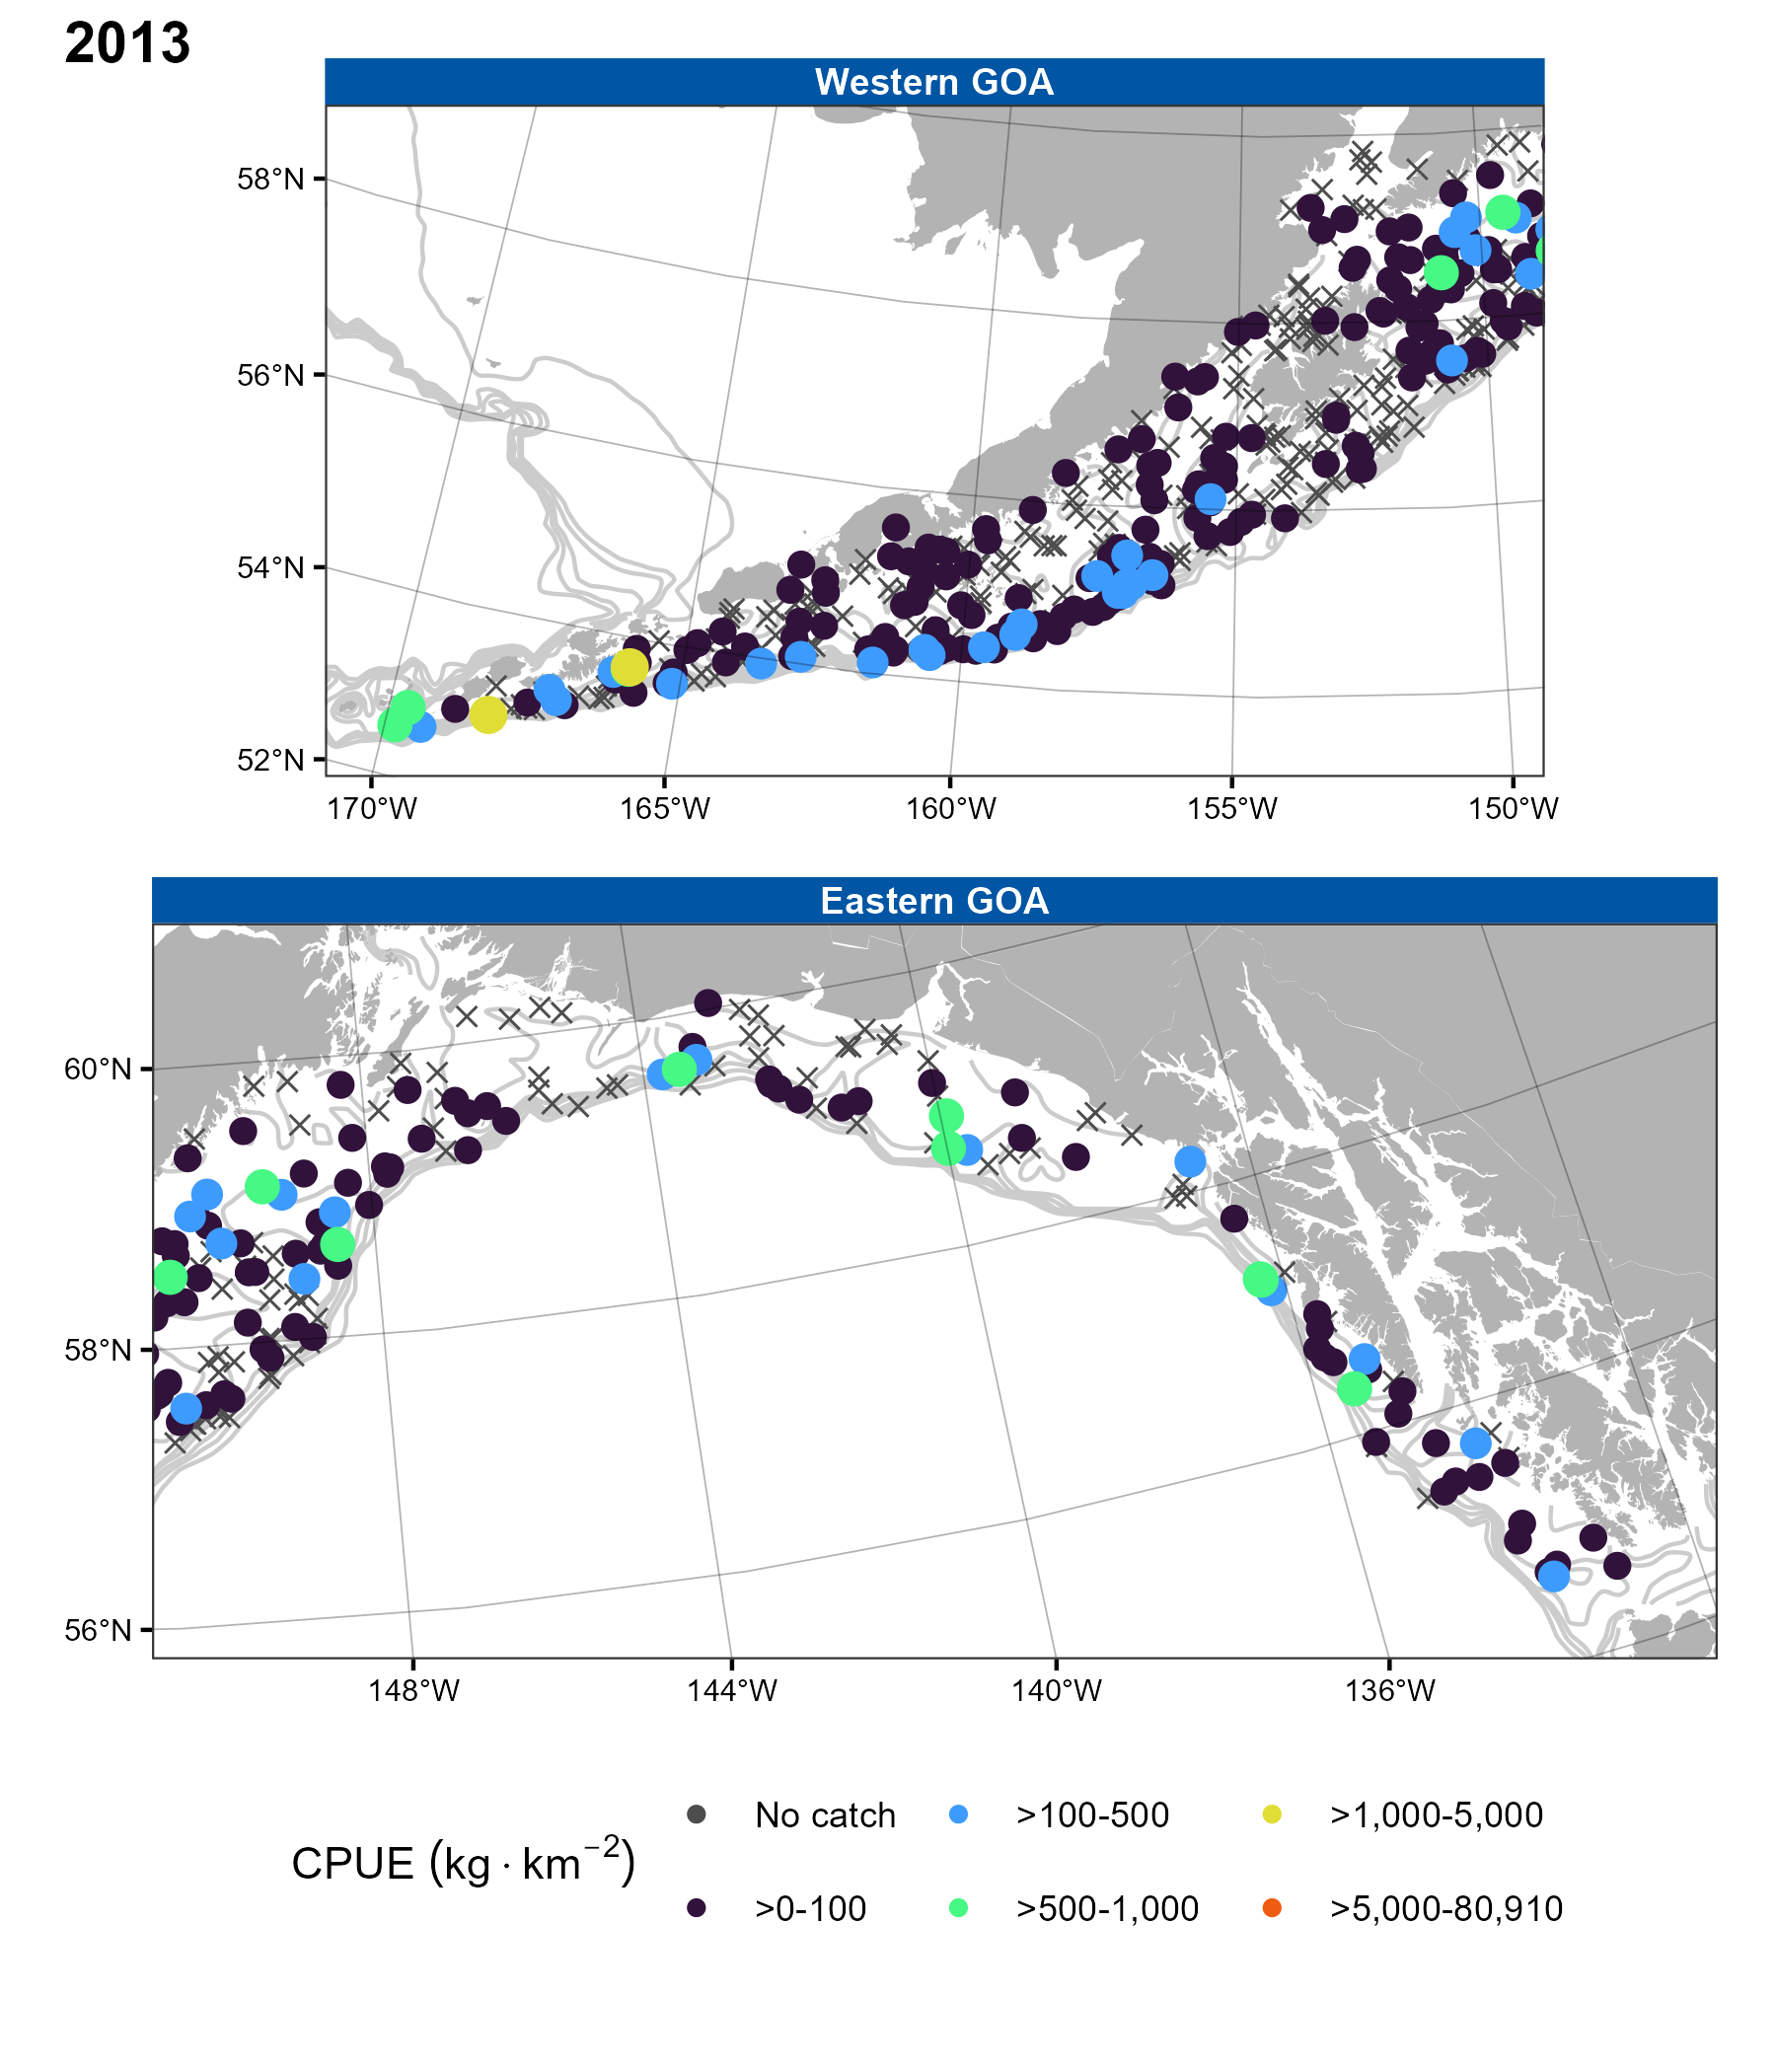 2013
Western GOA
58°N
56°N
54°N
52°N
170°W 165°W 160°W 155°W 150°W
Eastern GOA
60°N
58°N
56°N
148°W 144°W 140°W 136°W
CPUE (kg · km⁻²)
No catch >100-500 >1,000-5,000
>0-100 >500-1,000 >5,000-80,910